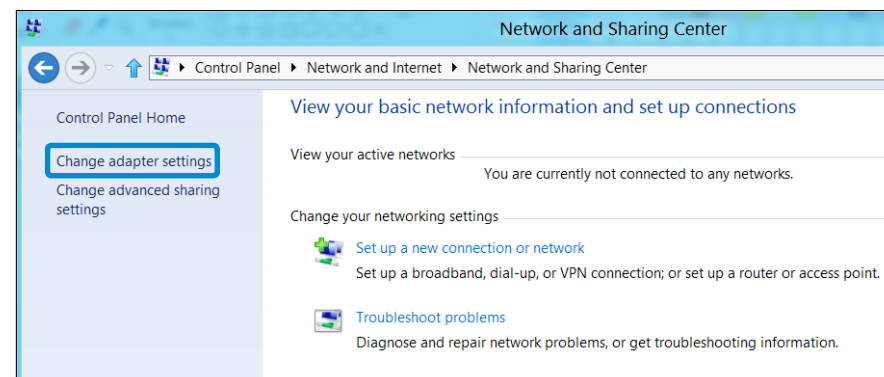 Network and Sharing Center
Control Panel ▸ Network and Internet ▸ Network and Sharing Center
Control Panel Home
Change adapter settings
Change advanced sharing
settings
View your basic network information and set up connections
View your active networks
You are currently not connected to any networks.
Change your networking settings
Set up a new connection or network
Set up a broadband, dial-up, or VPN connection; or set up a router or access point.
Troubleshoot problems
Diagnose and repair network problems, or get troubleshooting information.